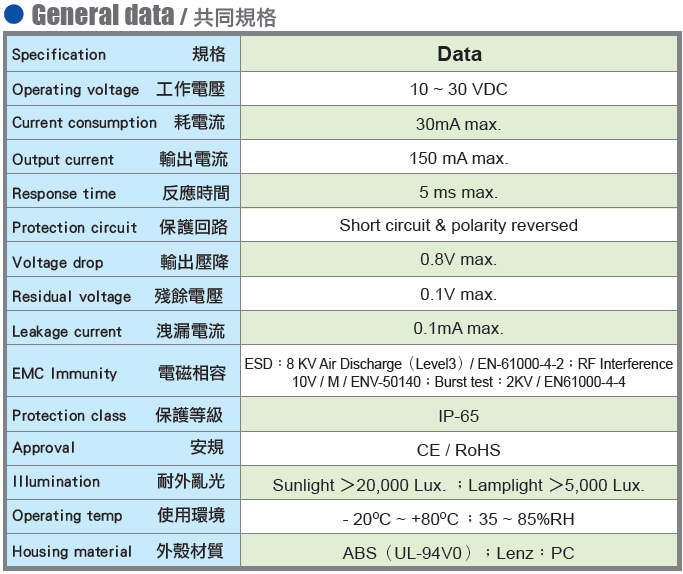 General data / 共同規格
Specification 規格 Data
Operating voltage 工作電壓 10 ~ 30 VDC
Current consumption 耗電流 30mA max.
Output current 輸出電流 150 mA max.
Response time 反應時間 5 ms max.
Protection circuit 保護回路 Short circuit & polarity reversed
Voltage drop 輸出壓降 0.8V max.
Residual voltage 殘餘電壓 0.1V max.
Leakage current 洩漏電流 0.1mA max.
EMC Immunity 電磁相容 ESD：8 KV Air Discharge（Level3）/ EN-61000-4-2；RF Interference
10V / M / ENV-50140；Burst test：2KV / EN61000-4-4
Protection class 保護等級 IP-65
Approval 安規 CE / RoHS
Illumination 耐外亂光 Sunlight ＞20,000 Lux. ；Lamplight ＞5,000 Lux.
Operating temp 使用環境 - 20ºC ~ +80ºC ；35 ~ 85%RH
Housing material 外殼材質 ABS（UL-94V0）；Lenz：PC